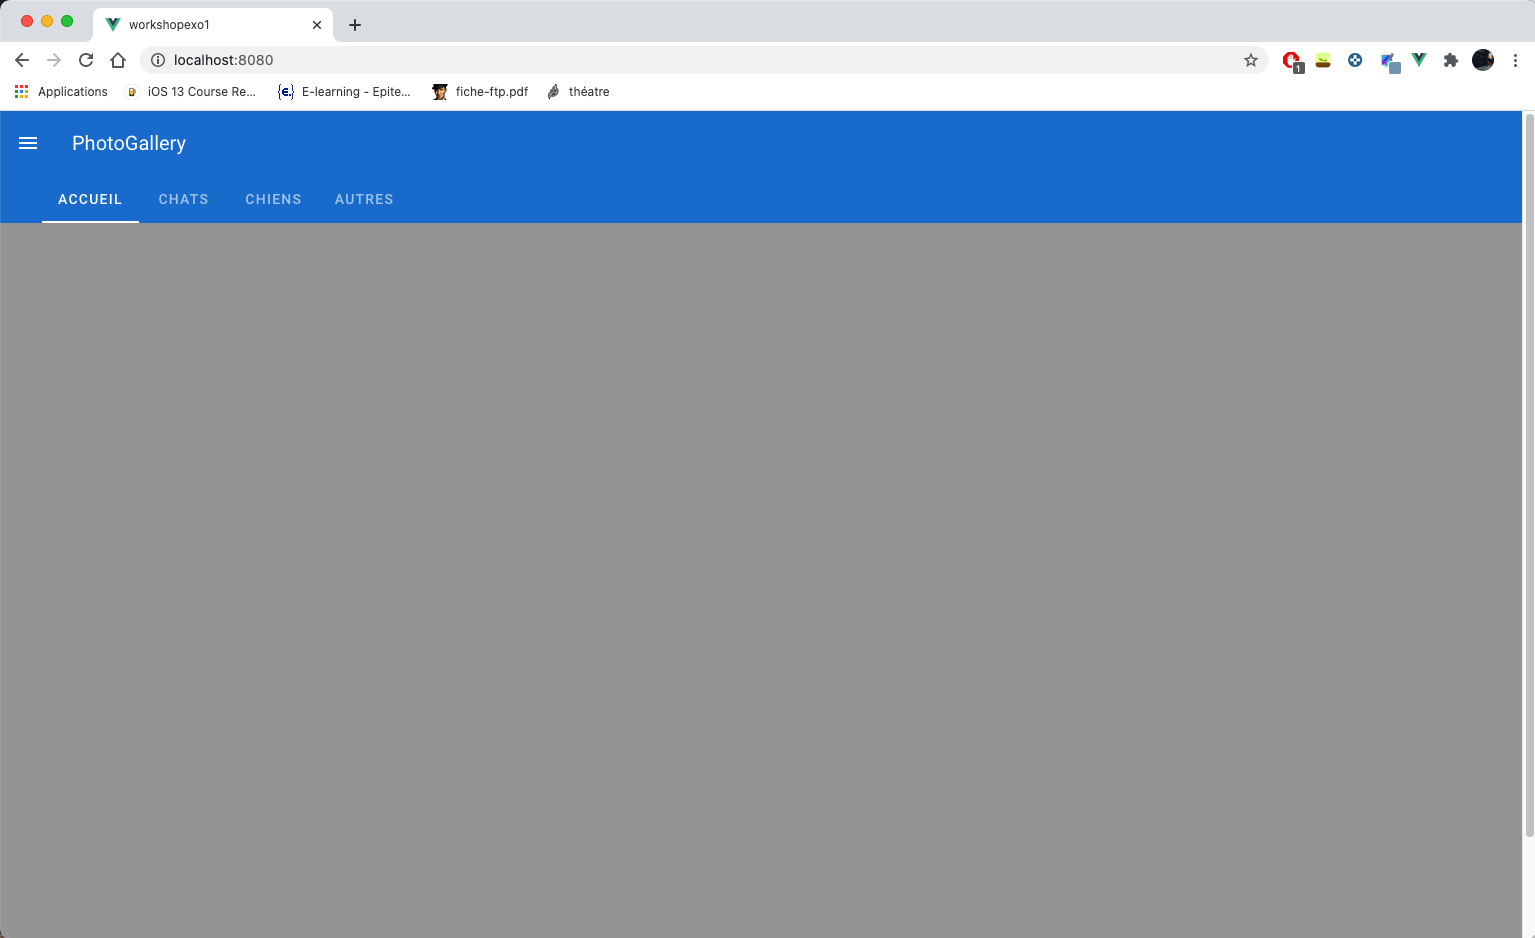 workshopexo1
localhost:8080
1
Applications iOS 13 Course Re... E-learning - Epite... fiche-ftp.pdf théatre
PhotoGallery
ACCUEIL CHATS CHIENS AUTRES